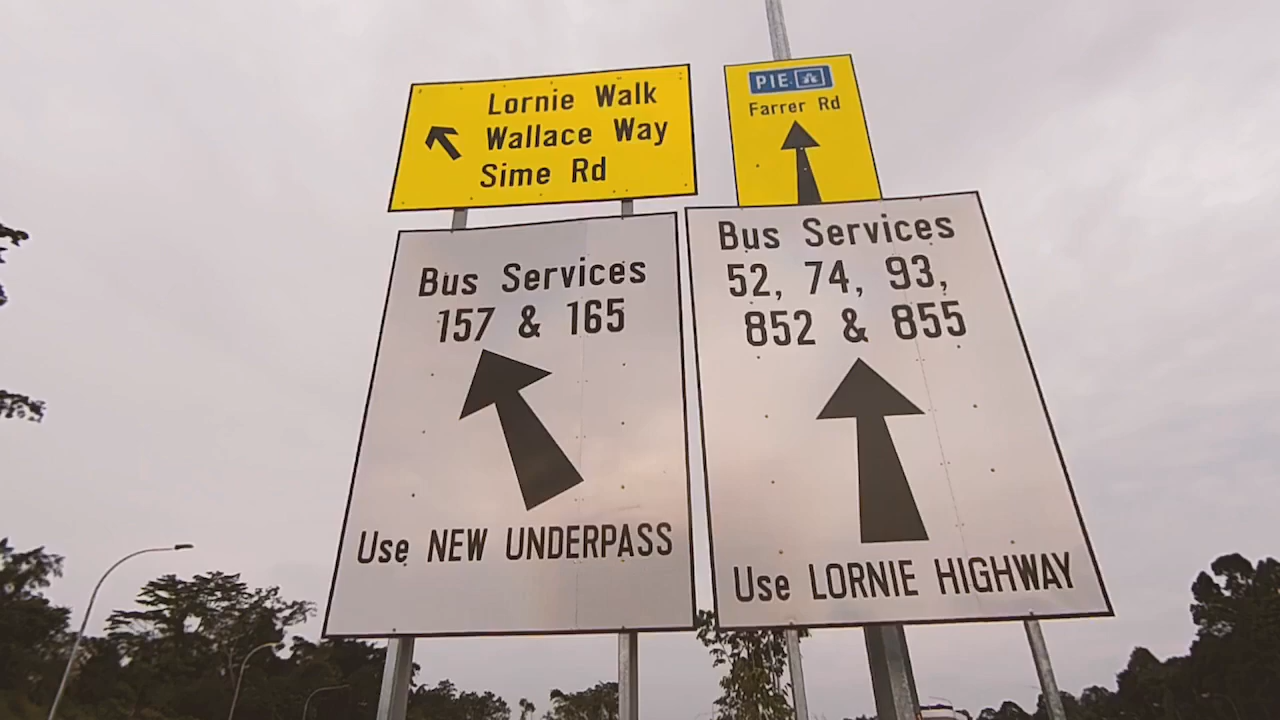 Lornie Walk
Wallace Way
Sime Rd
PIE
Farrer Rd
Bus Services
157 & 165
Use NEW UNDERPASS
Bus Services
52, 74, 93,
852 & 855
Use LORNIE HIGHWAY